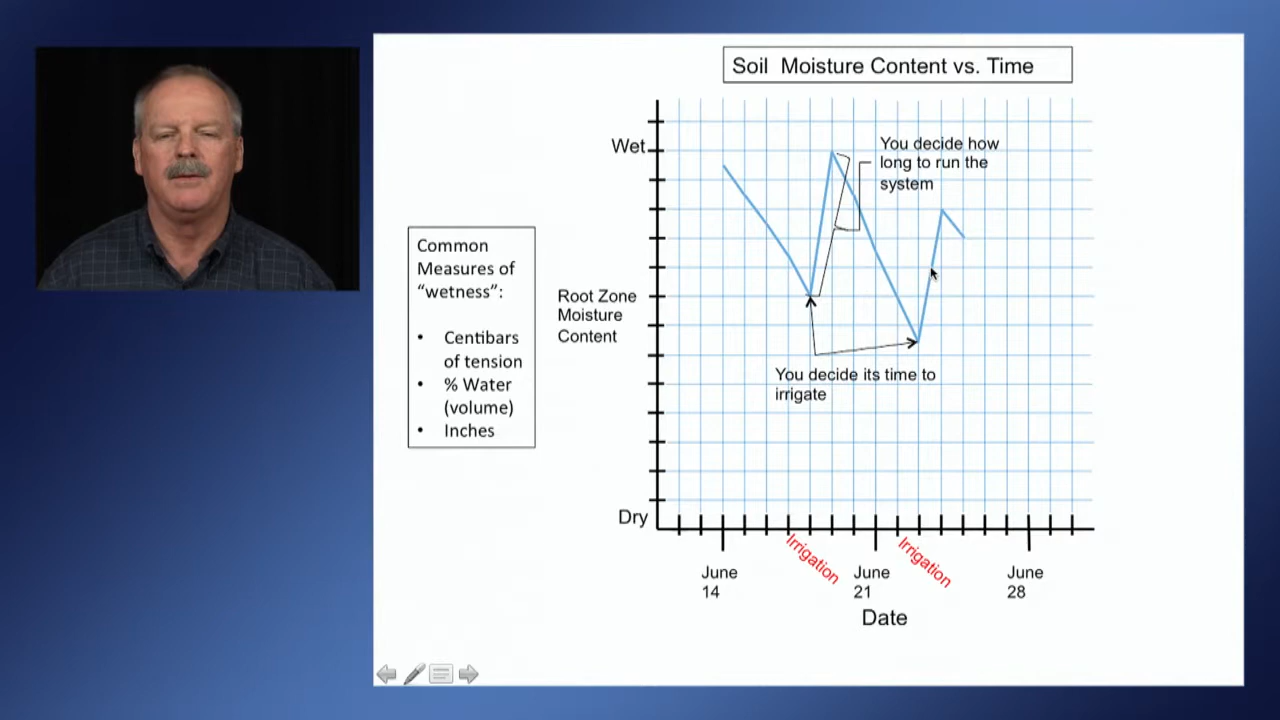 Soil  Moisture Content vs. Time
Wet
You decide how
long to run the
system
Common
Measures of
“wetness”:
• Centibars
of tension
• % Water
(volume)
• Inches
Root Zone
Moisture
Content
You decide its time to
irrigate
Dry
Irrigation
Irrigation
June
14
June
21
June
28
Date